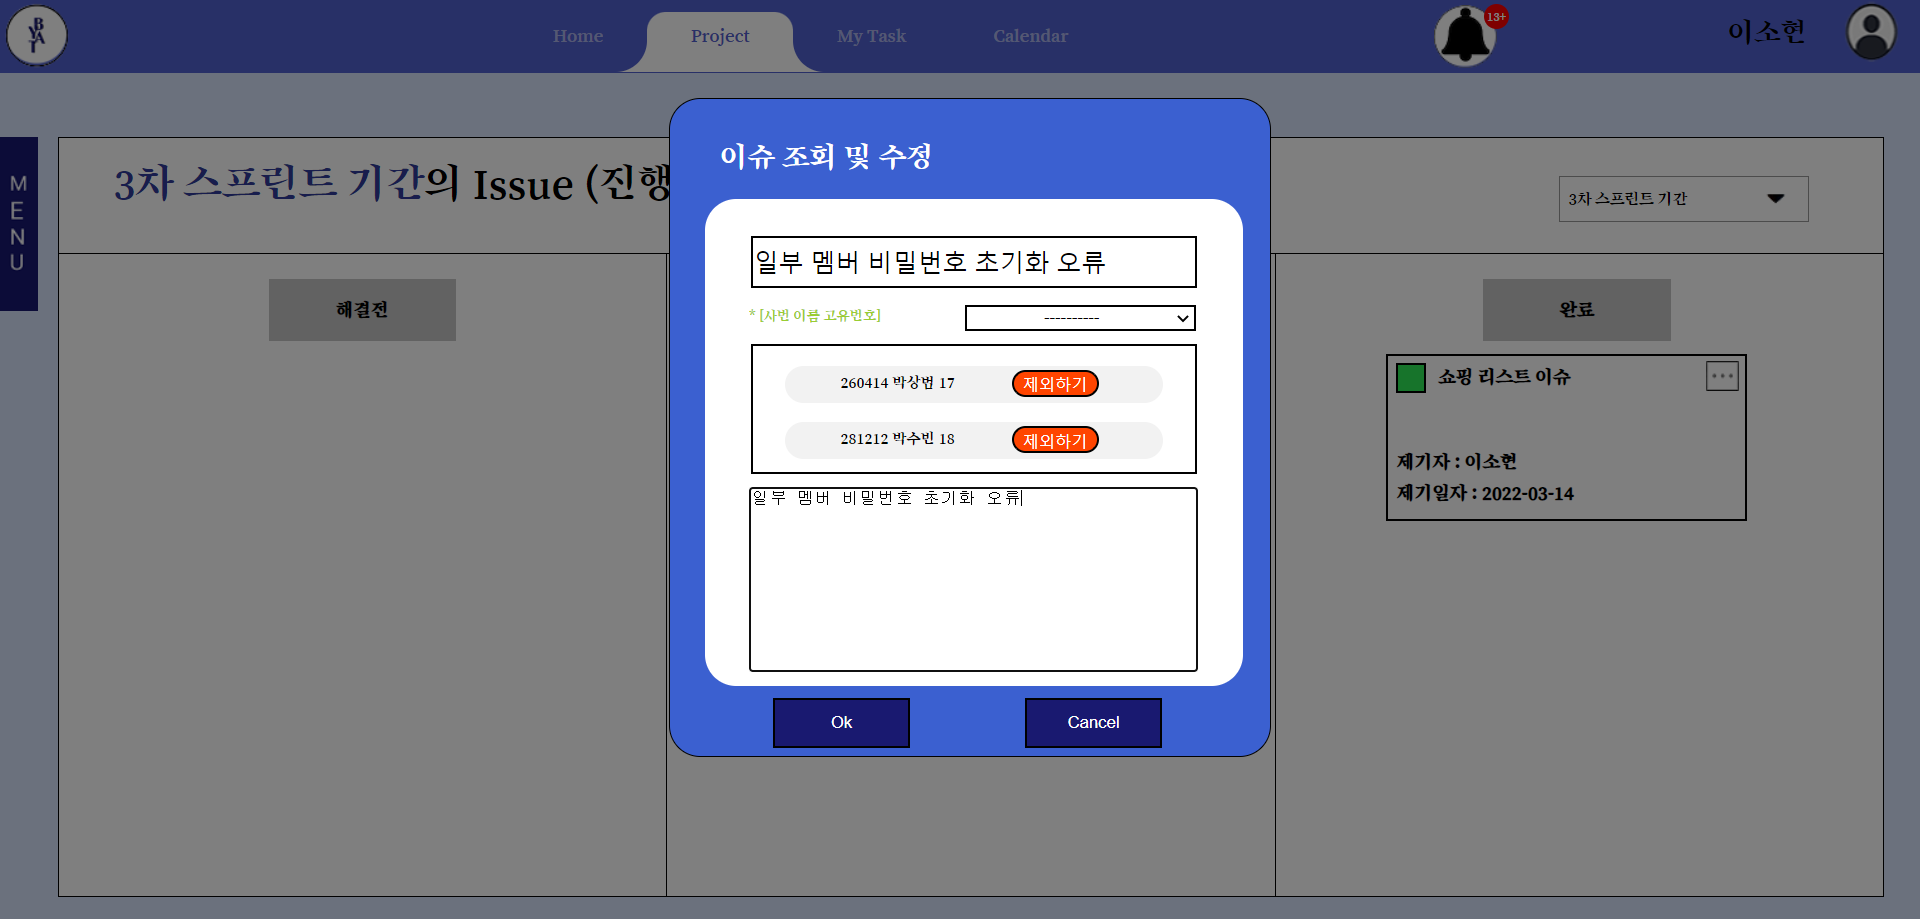 BYAT
Home
Project
My Task
Calendar
13+
이소현
MENU
3차 스프린트 기간의 Issue (진행
3차 스프린트 기간
해결전
완료
쇼핑 리스트 이슈
...
제기자 : 이소현
제기일자 : 2022-03-14
이슈 조회 및 수정
일부 멤버 비밀번호 초기화 오류
* [사번 이름 고유번호]
----------
260414 박상범 17
제외하기
281212 박수빈 18
제외하기
일부 멤버 비밀번호 초기화 오류
Ok
Cancel